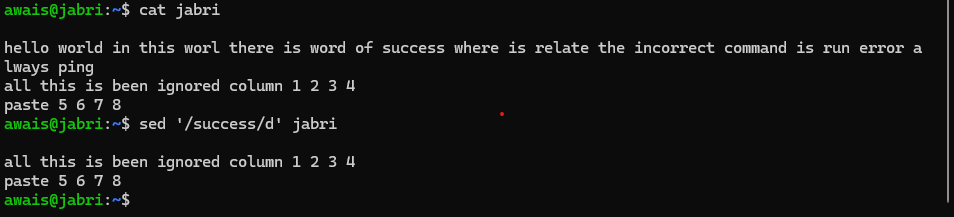 awais@jabri:~$ cat jabri

hello world in this worl there is word of success where is relate the incorrect command is run error a
lways ping
all this is been ignored column 1 2 3 4
paste 5 6 7 8
awais@jabri:~$ sed '/success/d' jabri

all this is been ignored column 1 2 3 4
paste 5 6 7 8
awais@jabri:~$